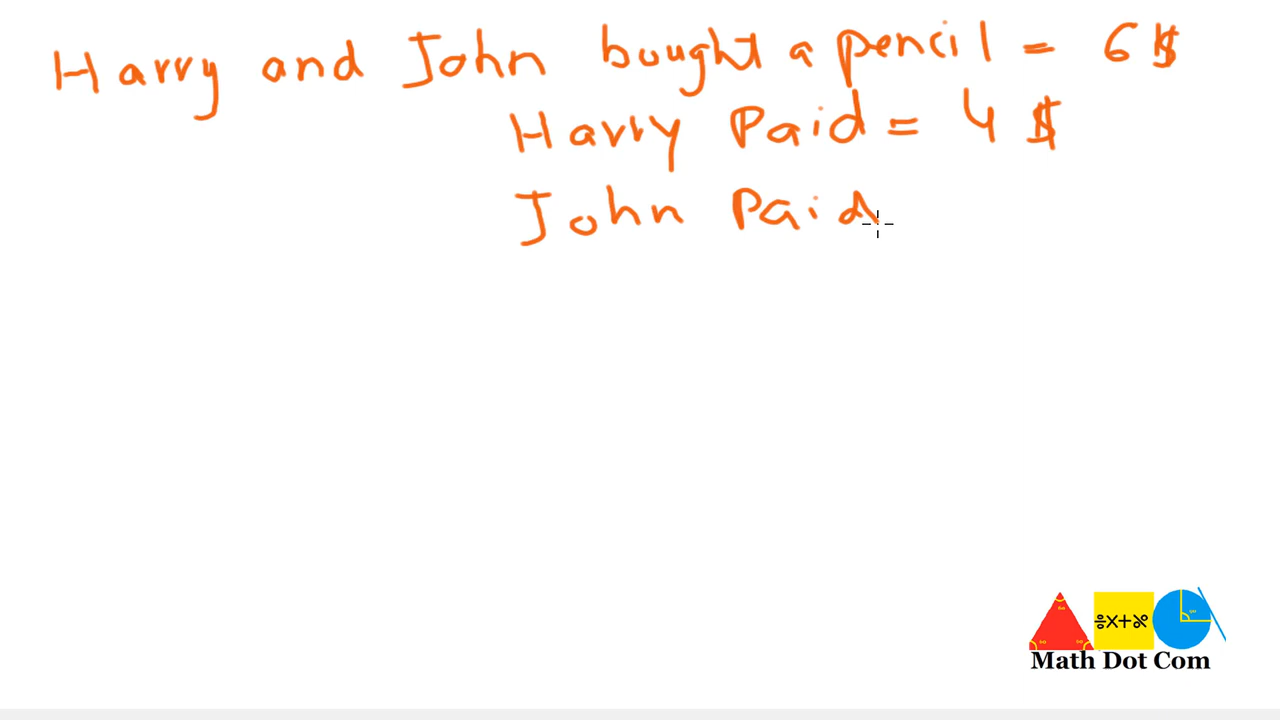 Harry and John bought a pencil = 6 $
Harry Paid = 4 $
John Paid
÷x+%
Math Dot Com